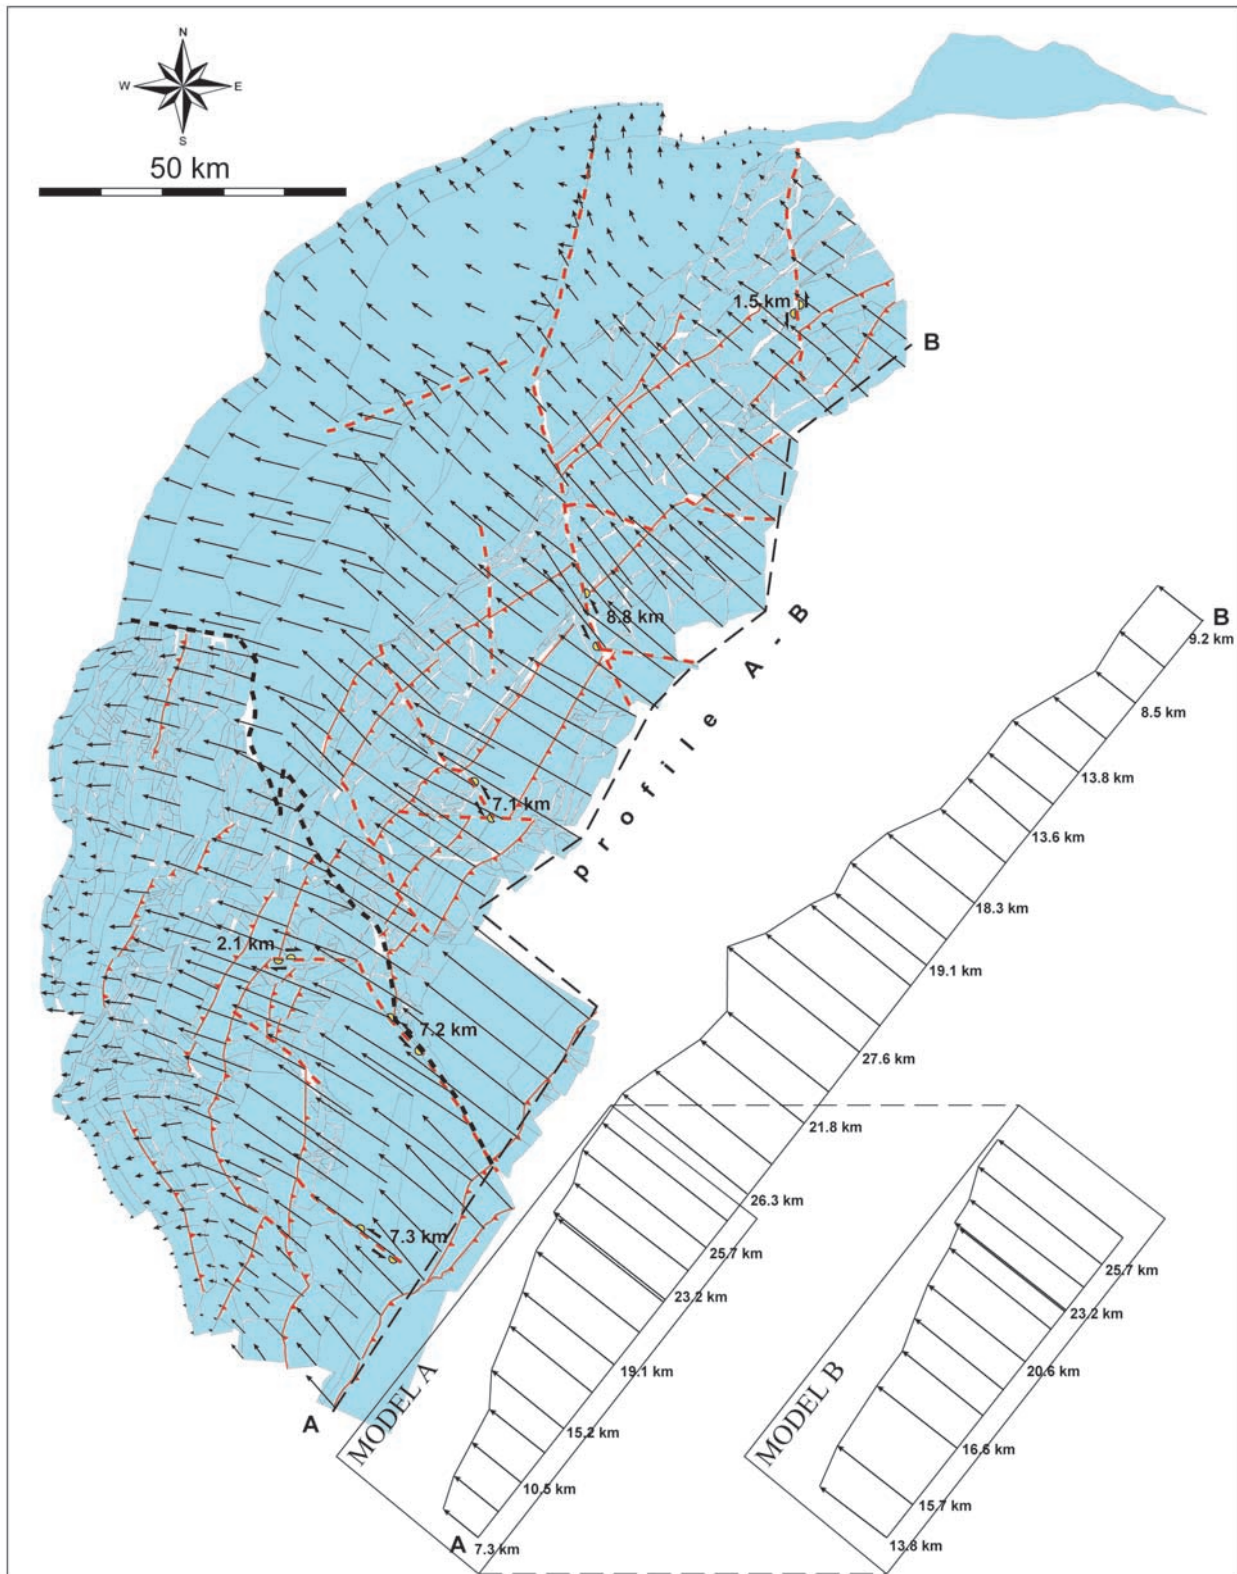 N
W E
S
50 km
1.5 km
B
8.8 km
profile A - B
B
9.2 km
8.5 km
7.1 km
13.8 km
13.6 km
18.3 km
2.1 km
19.1 km
7.2 km
27.6 km
21.8 km
26.3 km
7.3 km
25.7 km
25.7 km
23.2 km
23.2 km
19.1 km
20.6 km
MODEL A
MODEL B
A
15.2 km
16.6 km
10.5 km
15.7 km
A
7.3 km
13.8 km